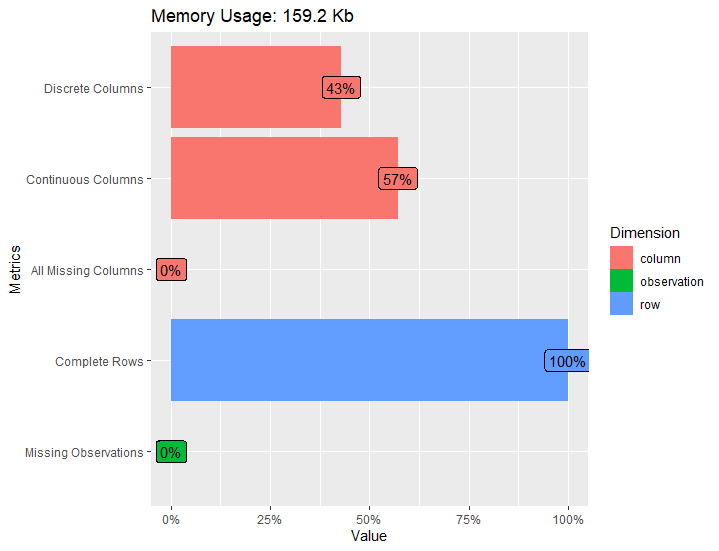 Memory Usage: 159.2 Kb
Discrete Columns
43%
Continuous Columns
57%
All Missing Columns
0%
Complete Rows
100%
Missing Observations
0%
Metrics
0%
25%
50%
75%
100%
Value
Dimension
column
observation
row